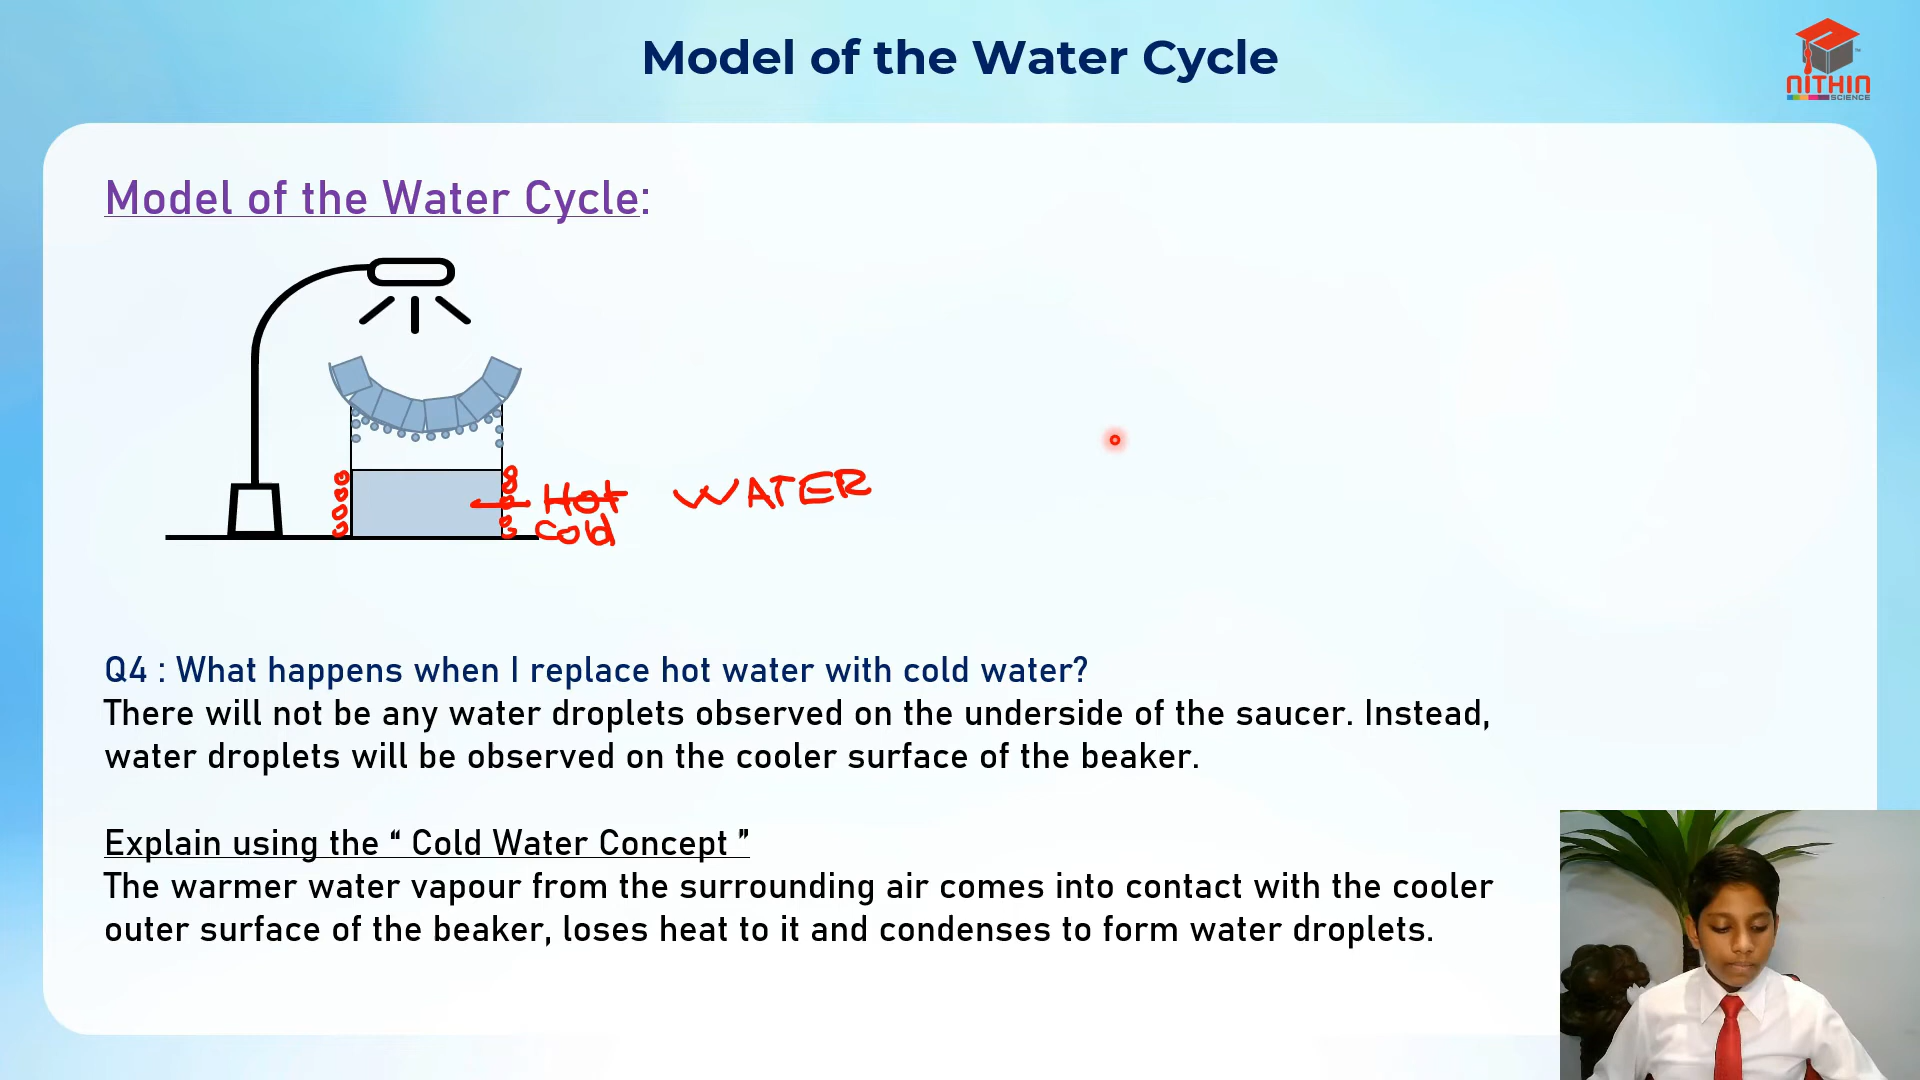 Model of the Water Cycle
NITHIN
SCIENCE
Model of the Water Cycle:
Hot WATER
Cold
Q4 : What happens when I replace hot water with cold water?
There will not be any water droplets observed on the underside of the saucer. Instead,
water droplets will be observed on the cooler surface of the beaker.
Explain using the “ Cold Water Concept ”
The warmer water vapour from the surrounding air comes into contact with the cooler
outer surface of the beaker, loses heat to it and condenses to form water droplets.